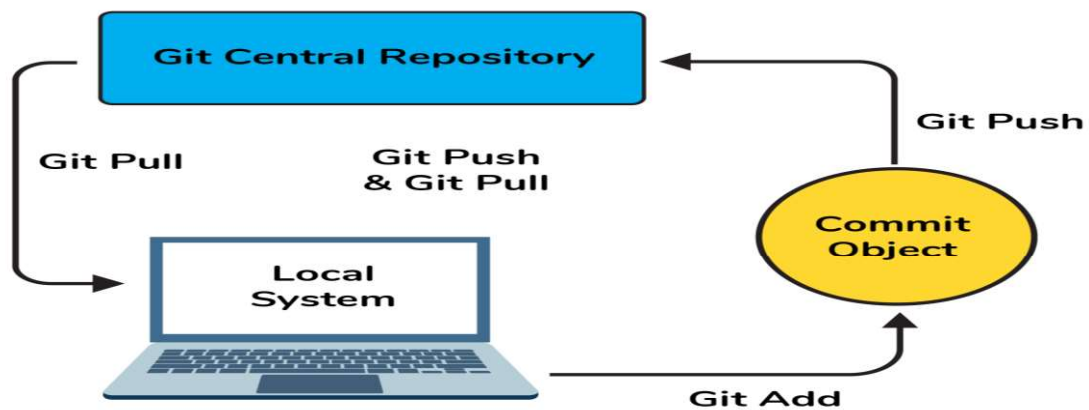 Git Central Repository
Git Pull
Git Push
& Git Pull
Git Push
Commit
Object
Local
System
Git Add